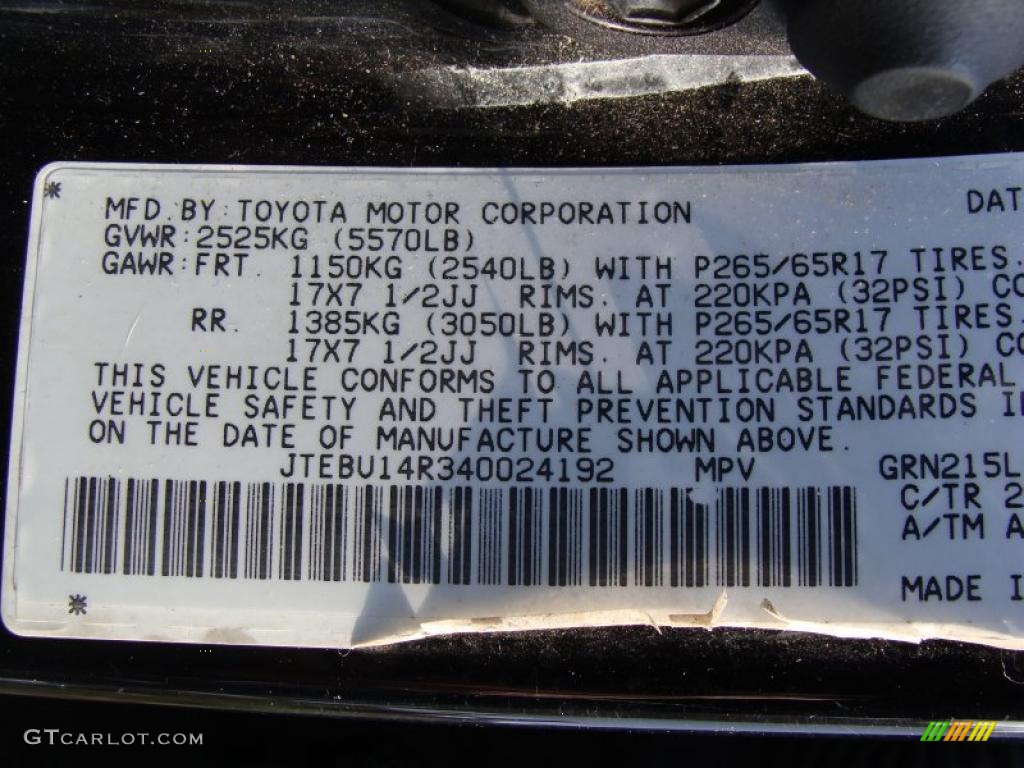 MFD. BY: TOYOTA MOTOR CORPORATION DAT
GVWR: 2525KG (5570LB)
GAWR: FRT. 1150KG (2540LB) WITH P265/65R17 TIRES.
17X7 1/2JJ RIMS. AT 220KPA (32PSI) CO
RR. 1385KG (3050LB) WITH P265/65R17 TIRES.
17X7 1/2JJ RIMS. AT 220KPA (32PSI) CO
THIS VEHICLE CONFORMS TO ALL APPLICABLE FEDERAL
VEHICLE SAFETY AND THEFT PREVENTION STANDARDS I
ON THE DATE OF MANUFACTURE SHOWN ABOVE.
JTEBU14R340024192 MPV GRN215L
C/TR 2
A/TM A
MADE I
GTCARLOT.COM